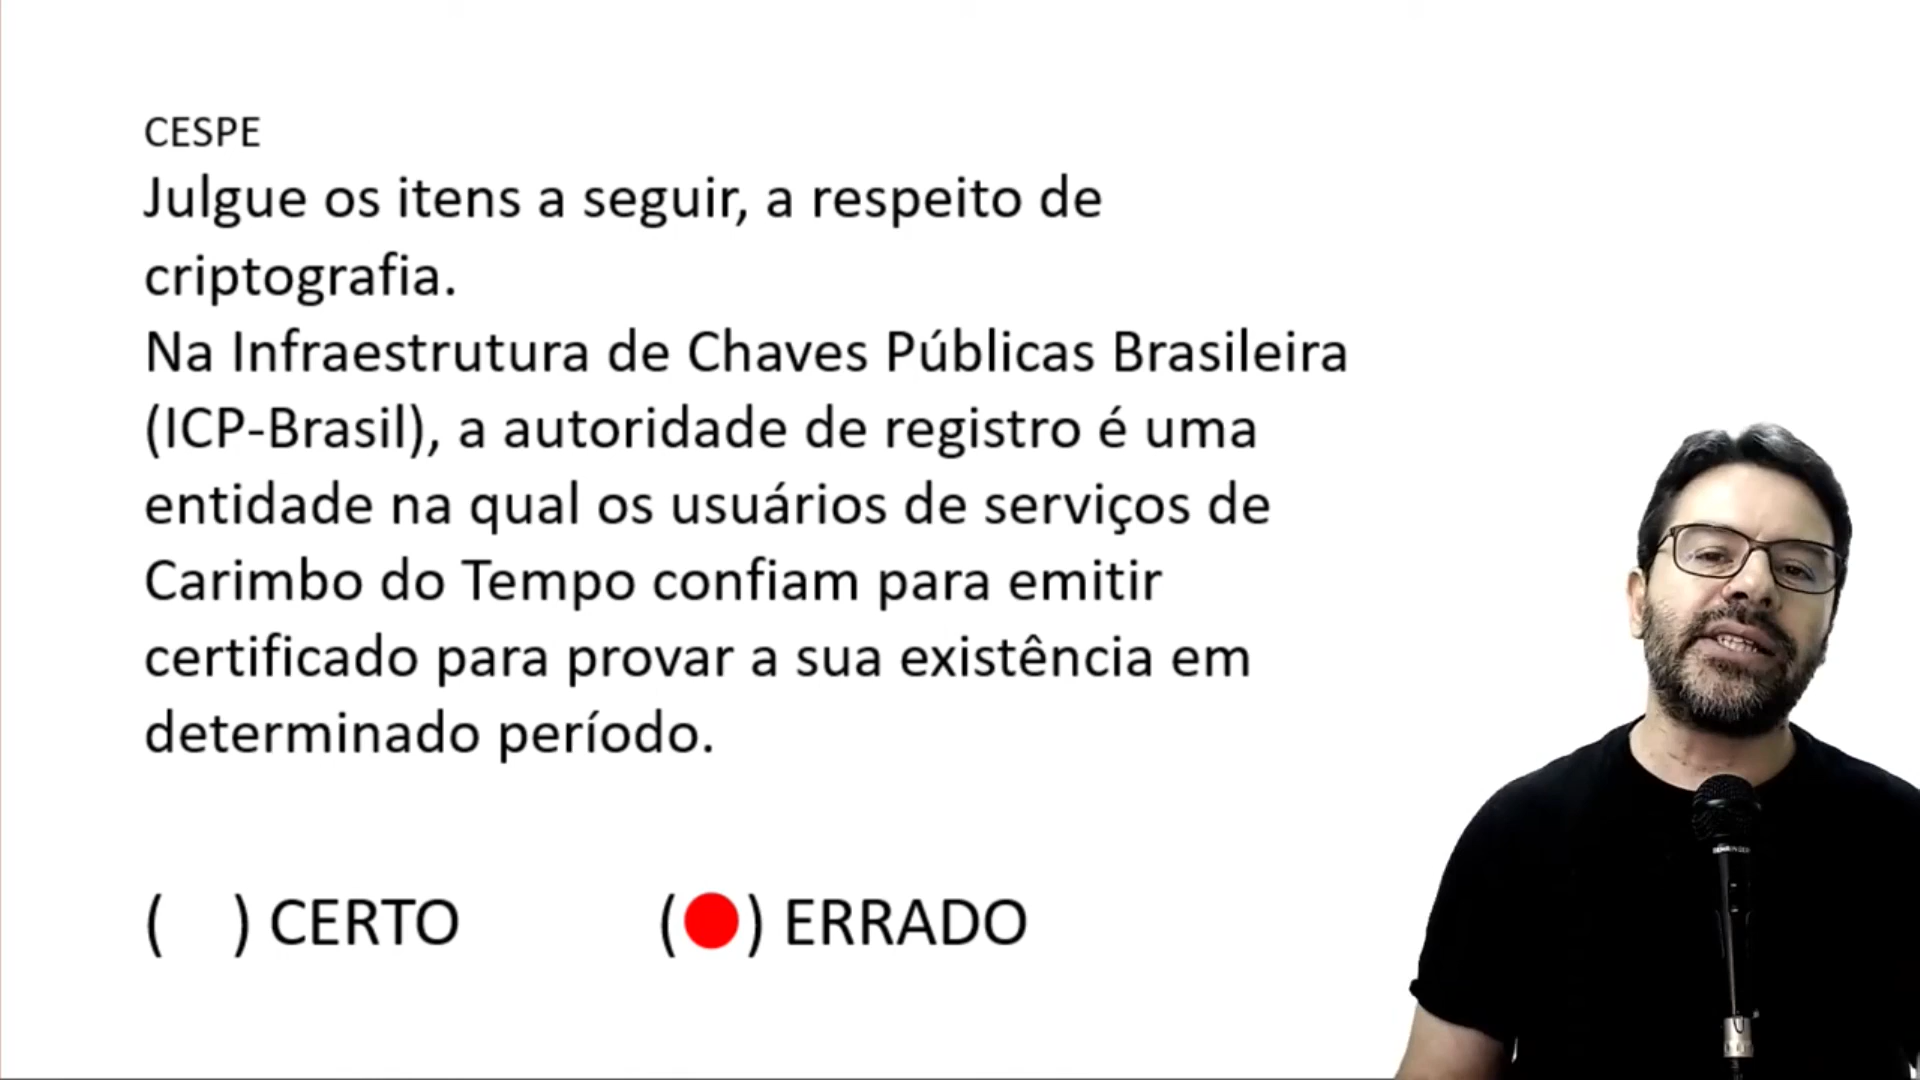 CESPE
Julgue os itens a seguir, a respeito de
criptografia.
Na Infraestrutura de Chaves Públicas Brasileira
(ICP-Brasil), a autoridade de registro é uma
entidade na qual os usuários de serviços de
Carimbo do Tempo confiam para emitir
certificado para provar a sua existência em
determinado período.
( ) CERTO (●) ERRADO